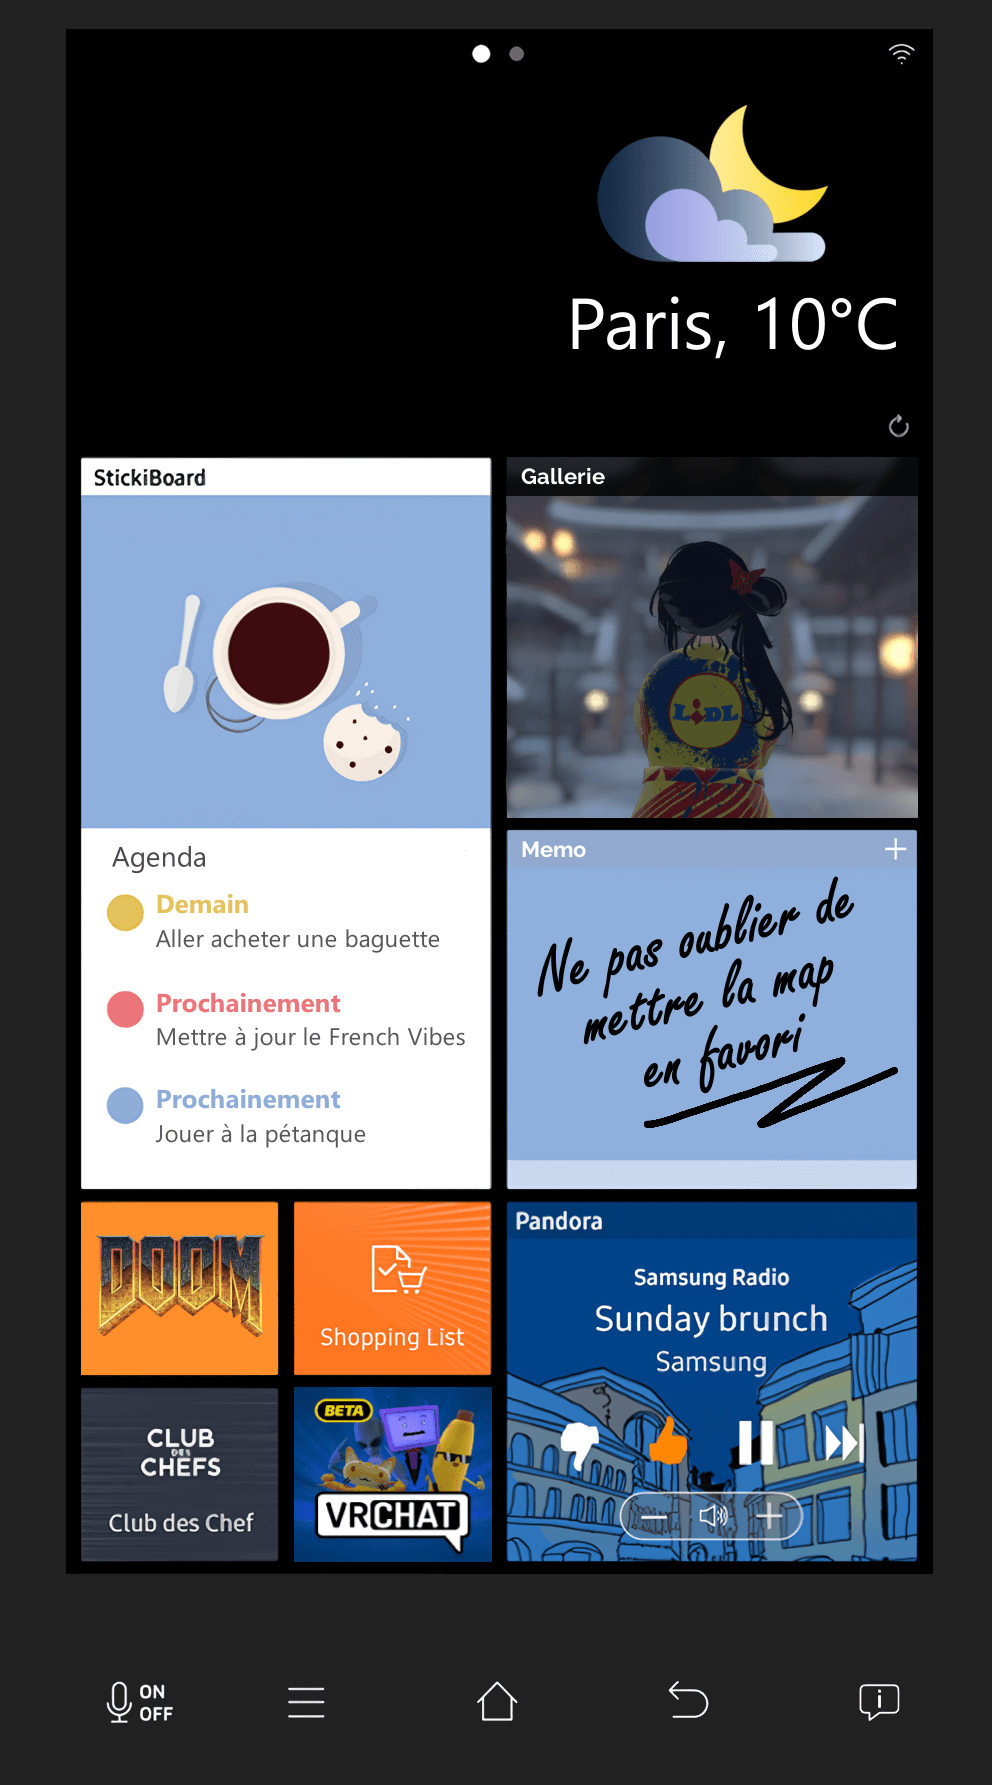 Paris, 10°C
StickiBoard
Agenda
Demain
Aller acheter une baguette
Prochainement
Mettre à jour le French Vibes
Prochainement
Jouer à la pétanque
Gallerie
LIDL
Memo
Ne pas oublier de
mettre la map
en favori
DOOM
Shopping List
CLUB
DES
CHEFS
Club des Chef
BETA
VRCHAT
Pandora
Samsung Radio
Sunday brunch
Samsung
ON
OFF